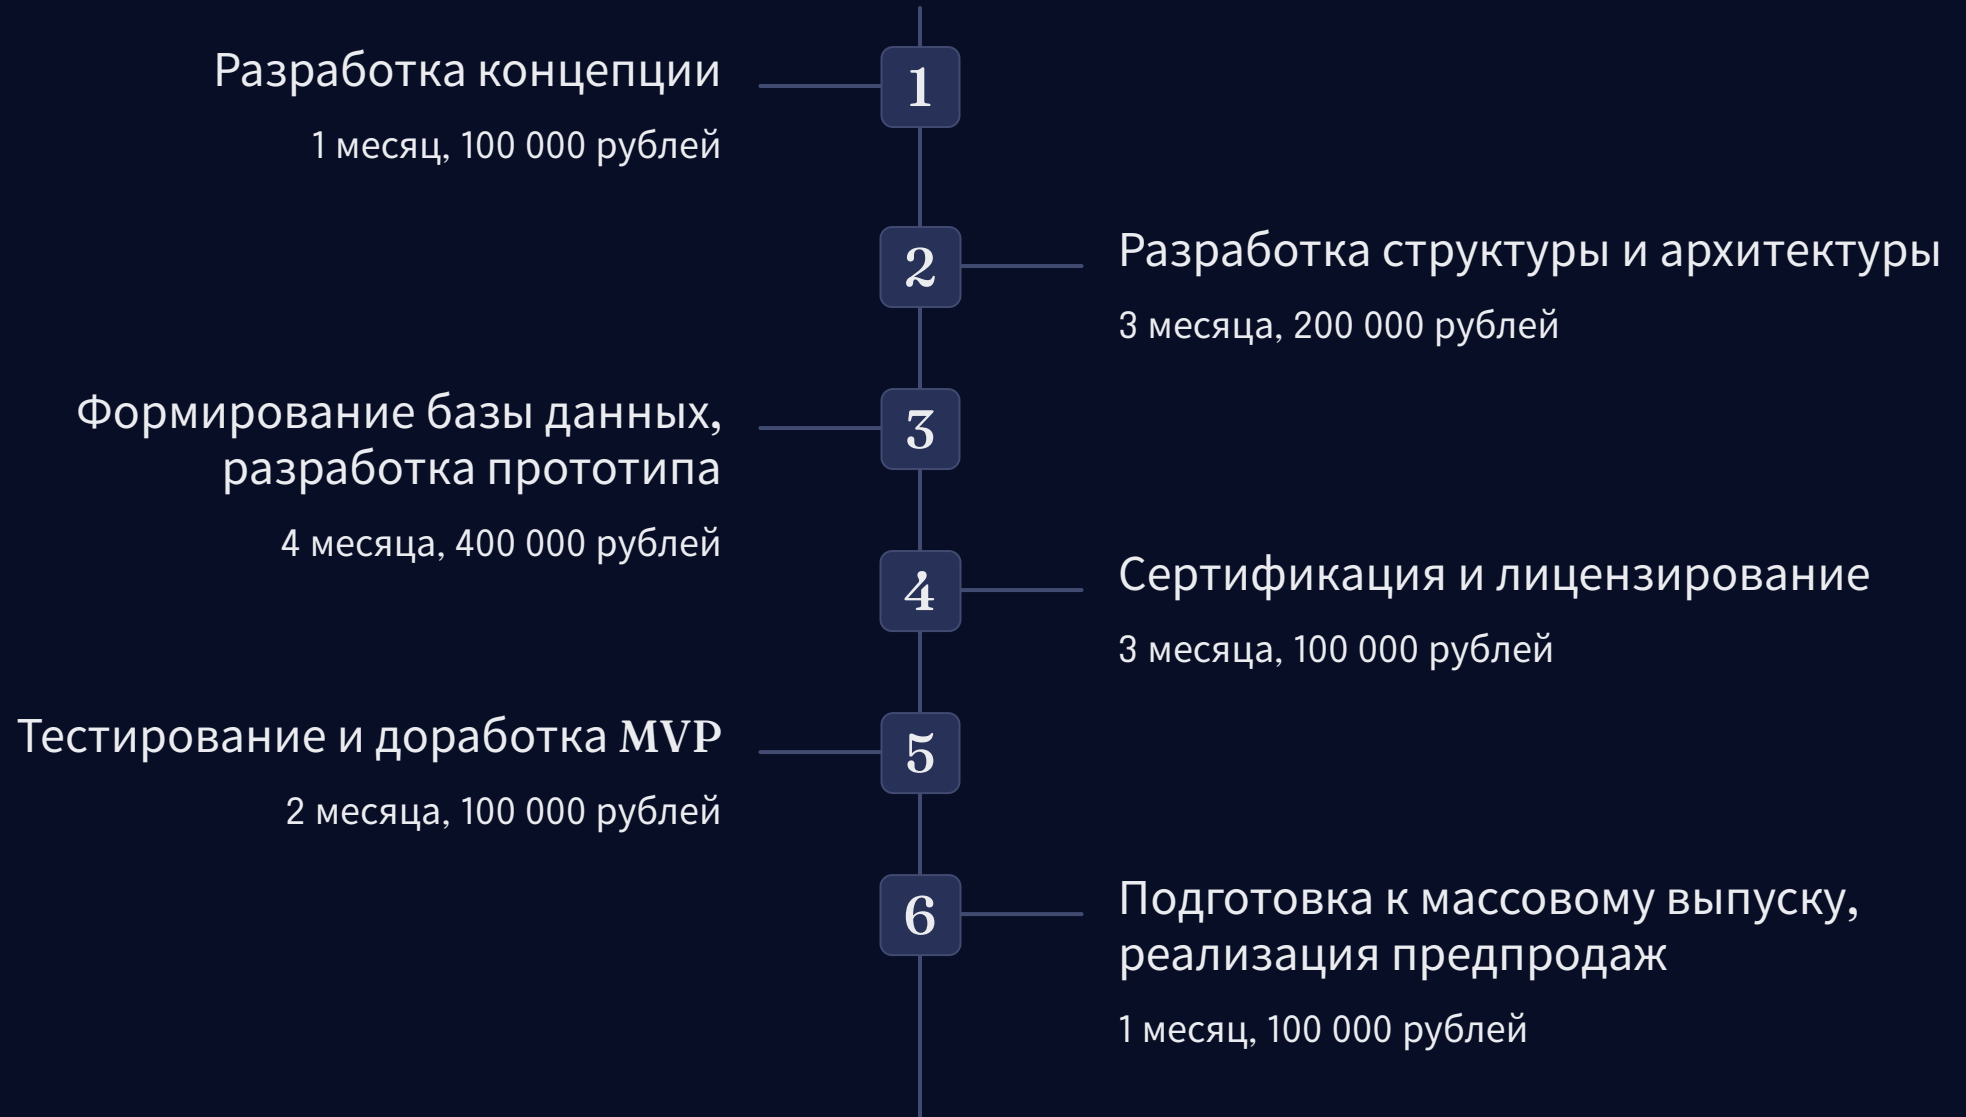 Разработка концепции
1
1 месяц, 100 000 рублей
2
Разработка структуры и архитектуры
3 месяца, 200 000 рублей
Формирование базы данных,
разработка прототипа
3
4 месяца, 400 000 рублей
4
Сертификация и лицензирование
3 месяца, 100 000 рублей
Тестирование и доработка MVP
5
2 месяца, 100 000 рублей
6
Подготовка к массовому выпуску,
реализация предпродаж
1 месяц, 100 000 рублей